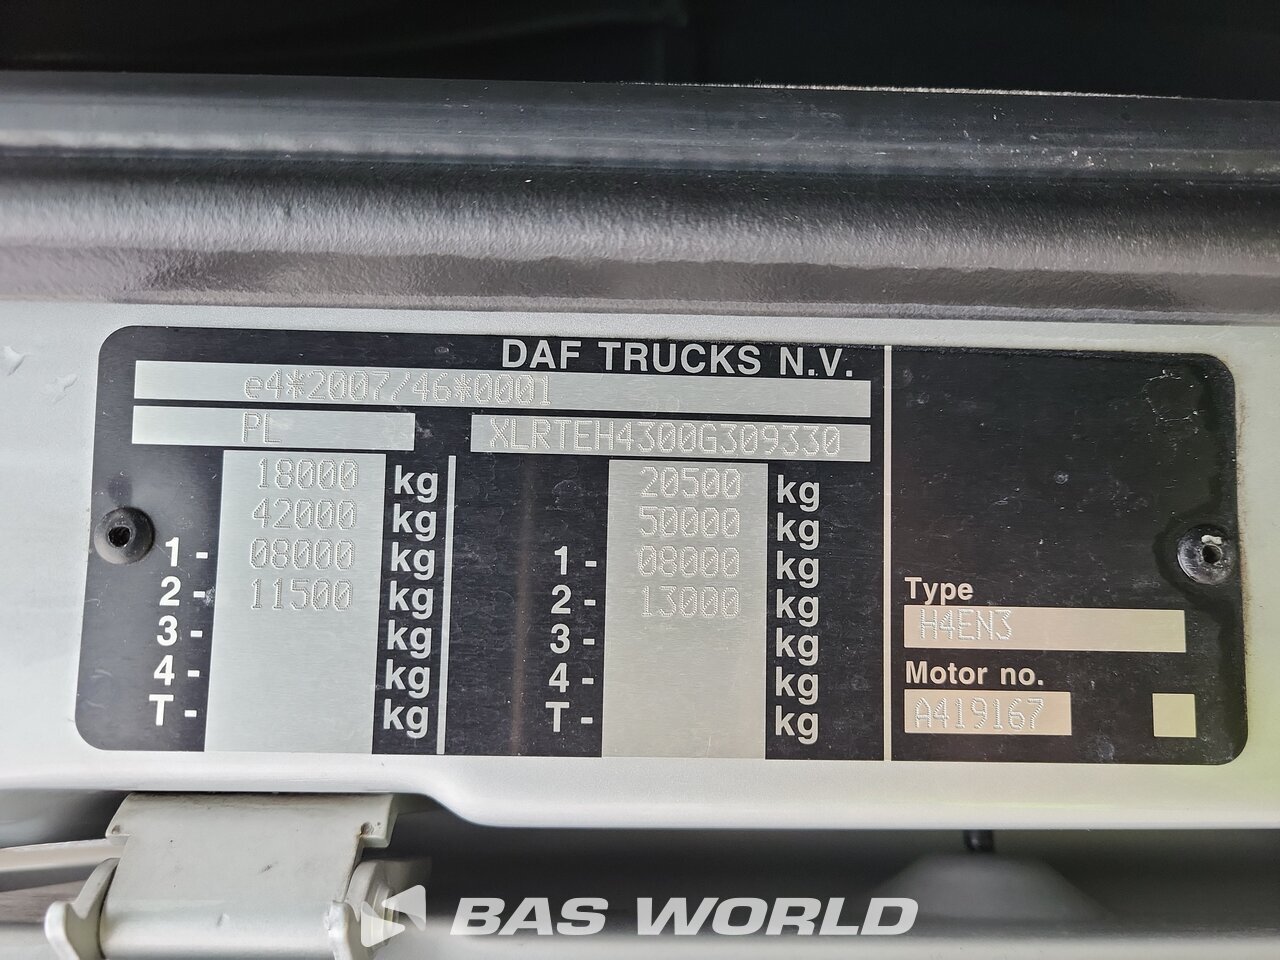 DAF TRUCKS N.V.
e4*2007/46*0001
PL XLRTEH4300G309330
18000 kg 20500 kg
42000 kg 50000 kg
1- 08000 kg 1- 08000 kg
2- 11500 kg 2- 13000 kg
3- kg 3- kg
4- kg 4- kg
T- kg T- kg
Type
H4EN3
Motor no.
A419167
BAS WORLD